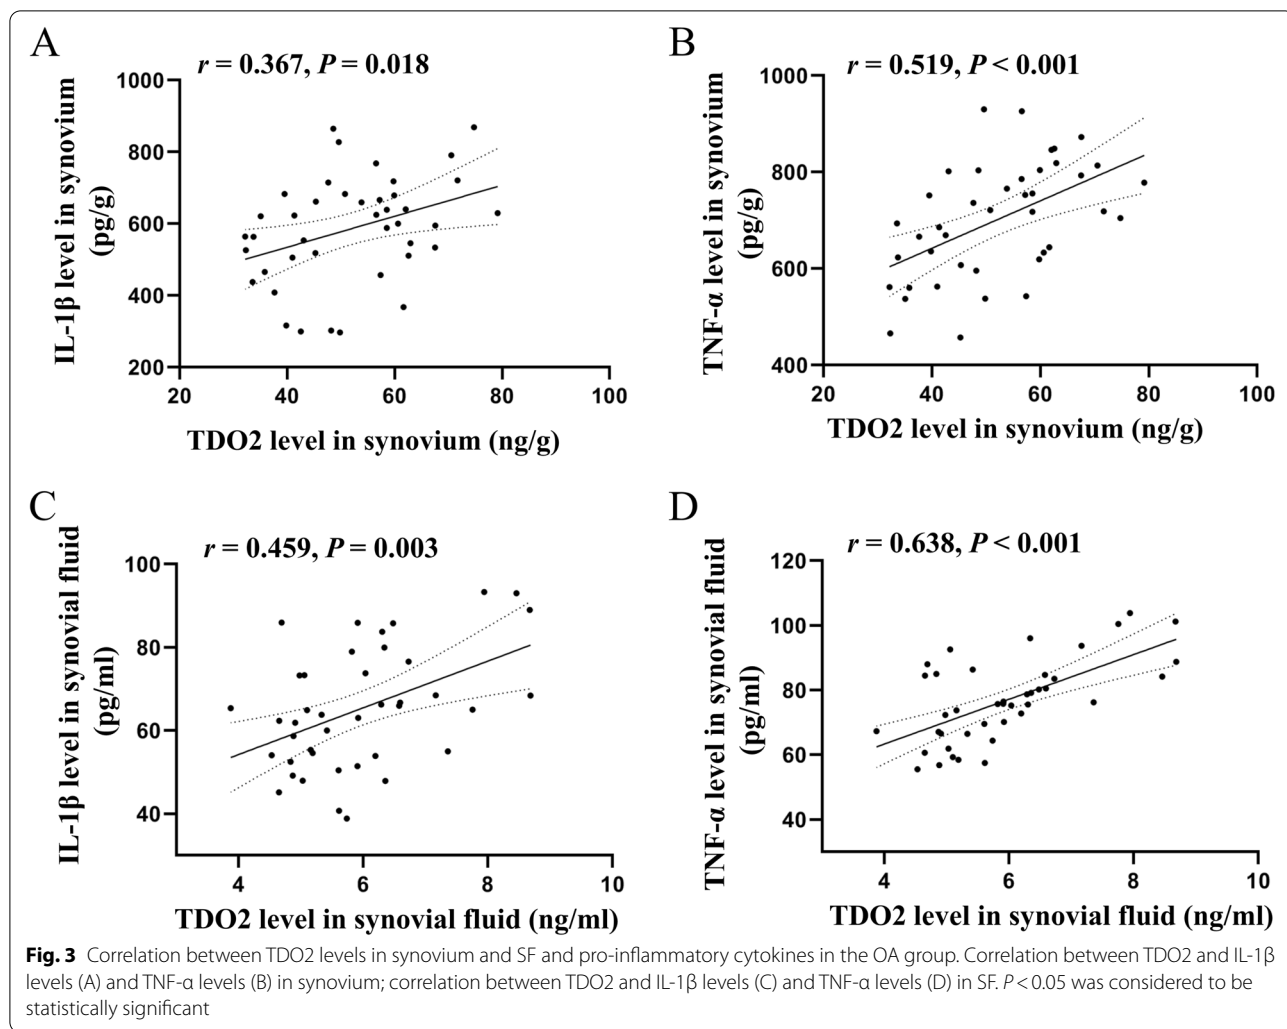 A
r = 0.367, P = 0.018
IL-1β level in synovium
(pg/g)
1000
800
600
400
200
20 40 60 80 100
TDO2 level in synovium (ng/g)
B
r = 0.519, P < 0.001
TNF-α level in synovium
(pg/g)
1000
800
600
400
20 40 60 80 100
TDO2 level in synovium (ng/g)
C
r = 0.459, P = 0.003
IL-1β level in synovial fluid
(pg/ml)
100
80
60
40
4 6 8 10
TDO2 level in synovial fluid (ng/ml)
D
r = 0.638, P < 0.001
TNF-α level in synovial fluid
(pg/ml)
120
100
80
60
40
4 6 8 10
TDO2 level in synovial fluid (ng/ml)
Fig. 3 Correlation between TDO2 levels in synovium and SF and pro-inflammatory cytokines in the OA group. Correlation between TDO2 and IL-1β
levels (A) and TNF-α levels (B) in synovium; correlation between TDO2 and IL-1β levels (C) and TNF-α levels (D) in SF. P < 0.05 was considered to be
statistically significant